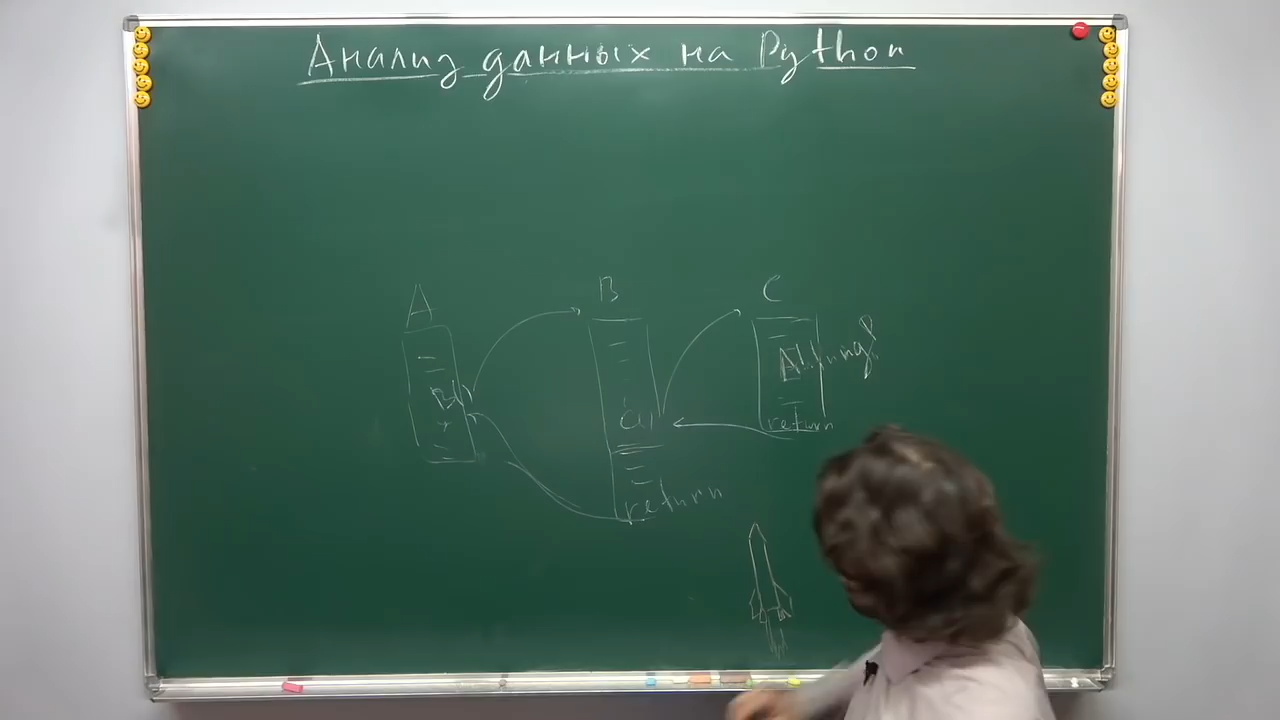 Анализ данных на Python
A
B
C
B()
C()
return
return